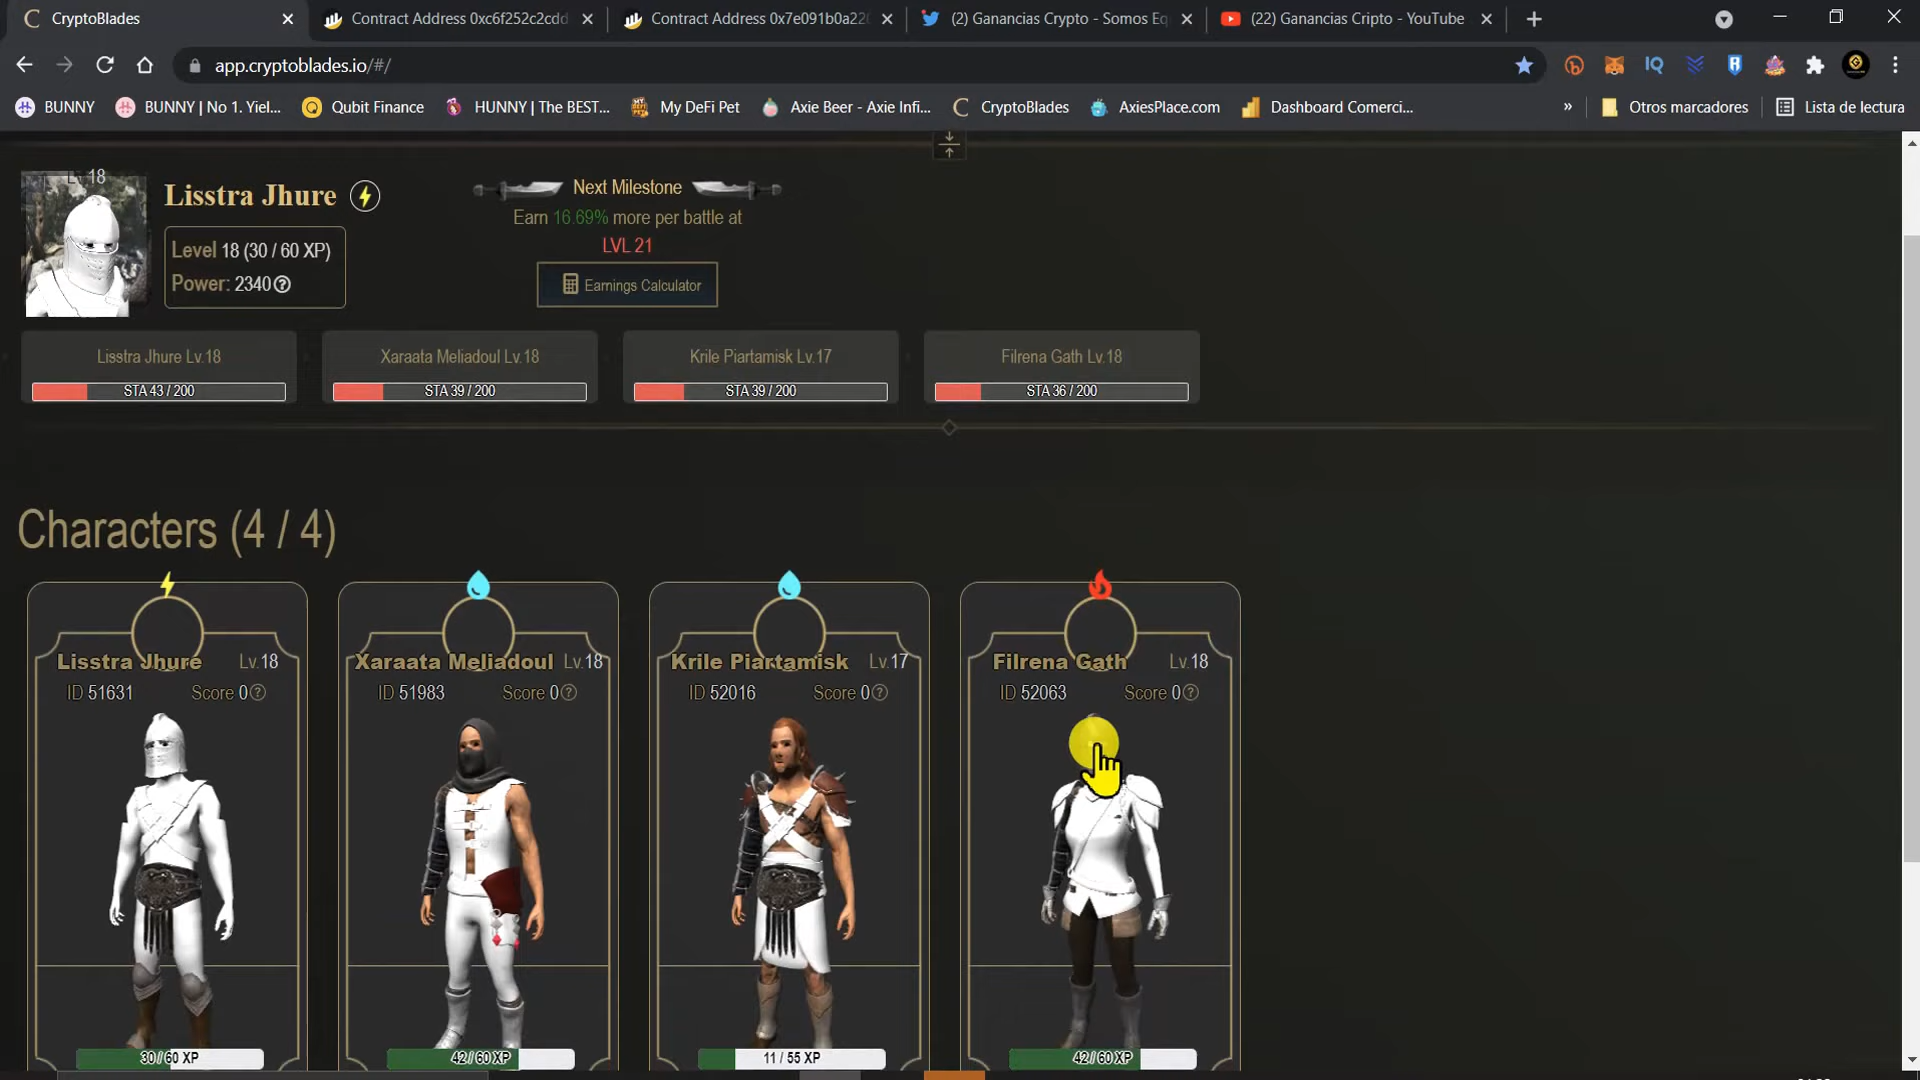 CryptoBlades
Contract Address 0xc6f252c2cdd
Contract Address 0x7e091b0a220
(2) Ganancias Crypto - Somos Eq
(22) Ganancias Cripto - YouTube
app.cryptoblades.io/#/
BUNNY
BUNNY | No 1. Yiel...
Qubit Finance
HUNNY | The BEST...
My DeFi Pet
Axie Beer - Axie Infi...
CryptoBlades
AxiesPlace.com
Dashboard Comerci...
»
Otros marcadores
Lista de lectura
Lv 18
Lisstra Jhure
Level 18 (30 / 60 XP)
Power: 2340
Next Milestone
Earn 16.69% more per battle at
LVL 21
Earnings Calculator
Lisstra Jhure Lv.18
STA 43 / 200
Xaraata Meliadoul Lv.18
STA 39 / 200
Krile Piartamisk Lv.17
STA 39 / 200
Filrena Gath Lv.18
STA 36 / 200
Characters (4 / 4)
Lisstra Jhure Lv.18
ID 51631 Score 0
30 / 60 XP
Xaraata Meliadoul Lv.18
ID 51983 Score 0
42 / 60 XP
Krile Piartamisk Lv.17
ID 52016 Score 0
11 / 55 XP
Filrena Gath Lv.18
ID 52063 Score 0
42 / 60 XP